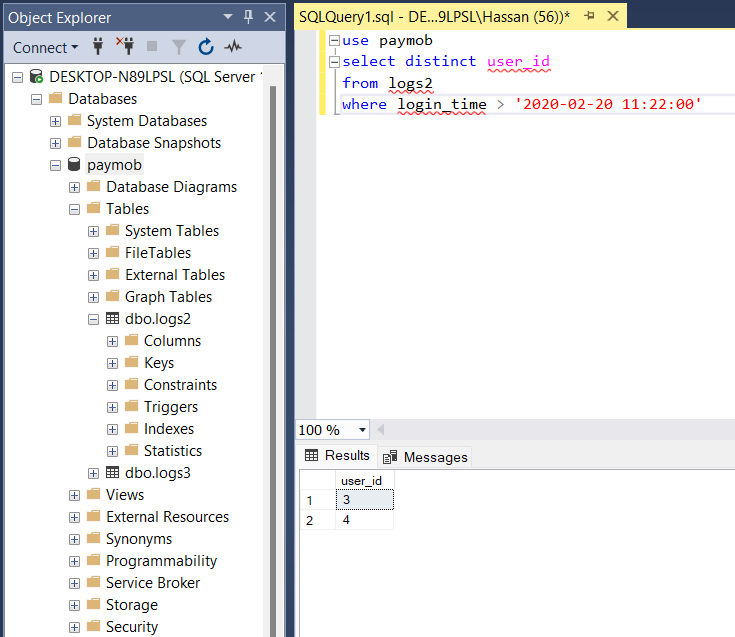 Object Explorer
Connect
DESKTOP-N89LPSL (SQL Server
Databases
System Databases
Database Snapshots
paymob
Database Diagrams
Tables
System Tables
FileTables
External Tables
Graph Tables
dbo.logs2
Columns
Keys
Constraints
Triggers
Indexes
Statistics
dbo.logs3
Views
External Resources
Synonyms
Programmability
Service Broker
Storage
Security
SQLQuery1.sql - DE...9LPSL\Hassan (56))*
use paymob
select distinct user_id
from logs2
where login_time > '2020-02-20 11:22:00'
100 %
Results Messages
user_id
1 3
2 4